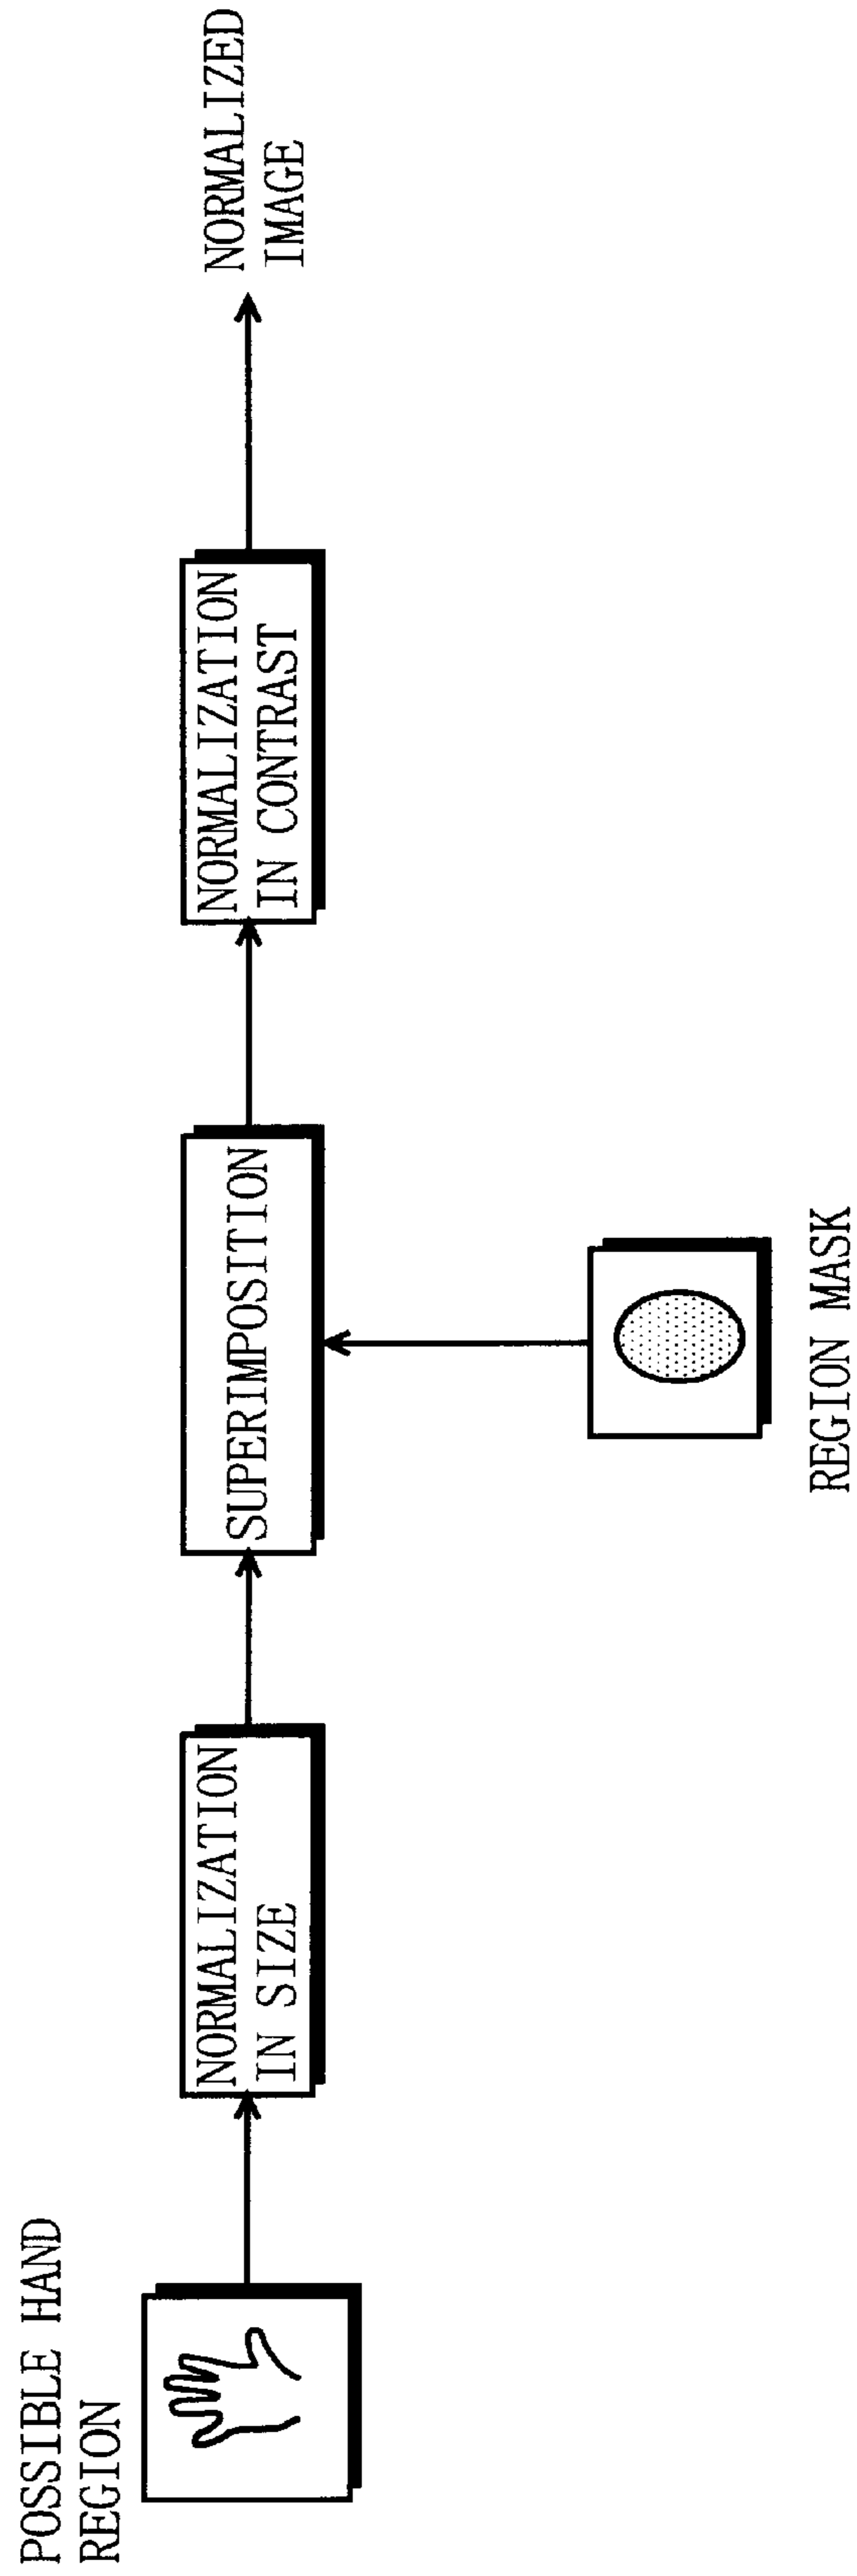 POSSIBLE HAND
REGION
NORMALIZATION
IN SIZE
SUPERIMPOSITION
REGION MASK
NORMALIZATION
IN CONTRAST
NORMALIZED
IMAGE